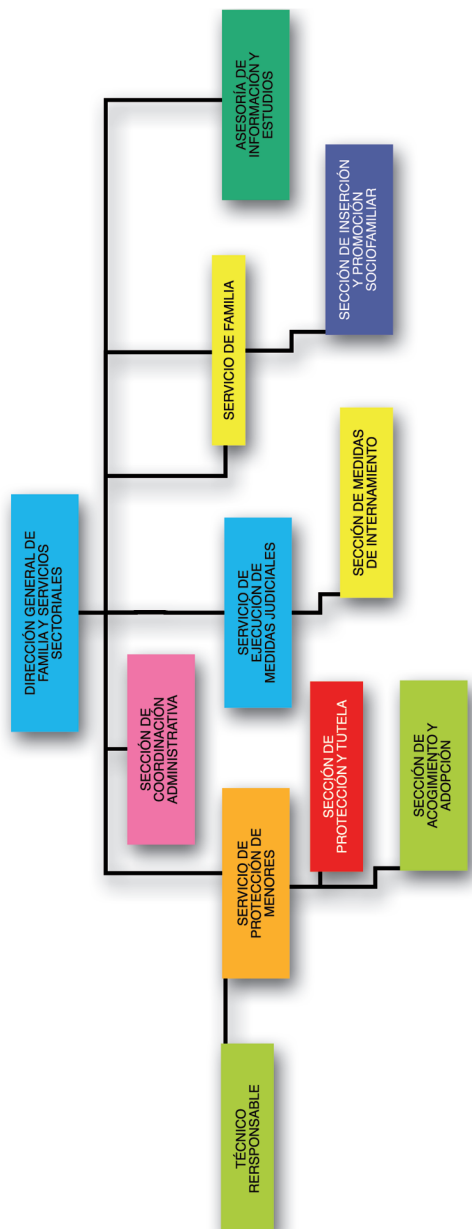 DIRECCIÓN GENERAL DE
FAMILIA Y SERVICIOS
SECTORIALES
SECCIÓN DE
COORDINACIÓN
ADMINISTRATIVA
TÉCNICO
RERSPONSABLE
SERVICIO DE
PROTECCIÓN DE
MENORES
SERVICIO DE
EJECUCIÓN DE
MEDIDAS JUDICIALES
SERVICIO DE FAMILIA
ASESORÍA DE
INFORMACIÓN Y
ESTUDIOS
SECCIÓN DE
PROTECCIÓN Y TUTELA
SECCIÓN DE MEDIDAS
DE INTERNAMIENTO
SECCIÓN DE INSERCIÓN
Y PROMOCIÓN
SOCIOFAMILIAR
SECCIÓN DE
ACOGIMIENTO Y
ADOPCIÓN